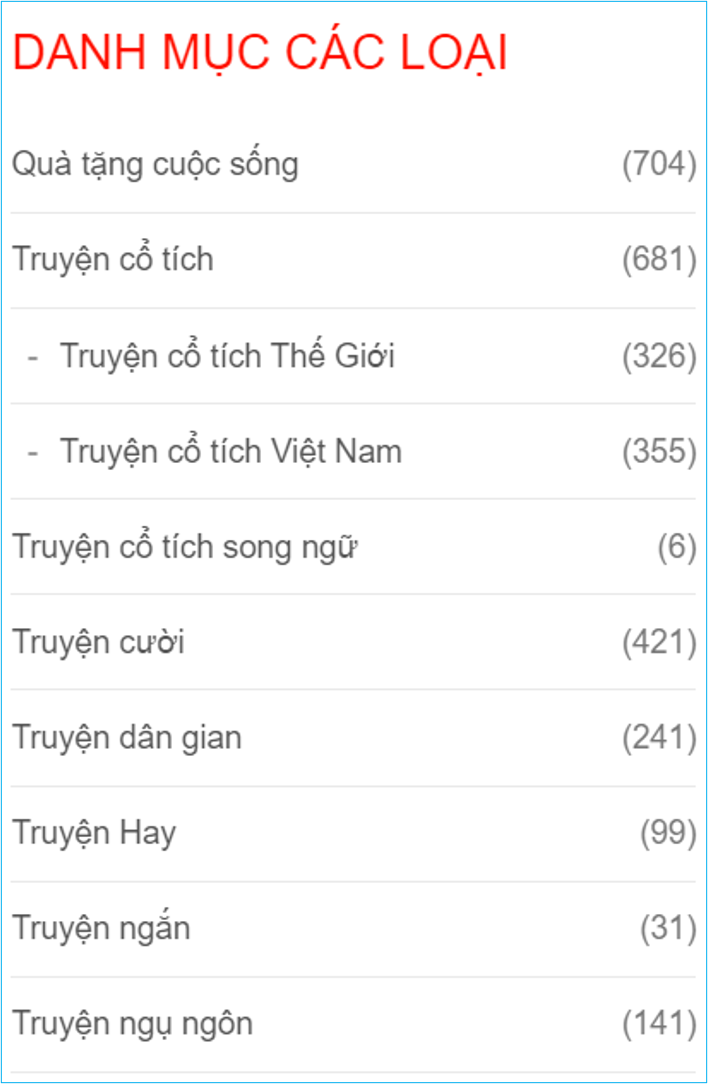 DANH MỤC CÁC LOẠI
Quà tặng cuộc sống (704)
Truyện cổ tích (681)
- Truyện cổ tích Thế Giới (326)
- Truyện cổ tích Việt Nam (355)
Truyện cổ tích song ngữ (6)
Truyện cười (421)
Truyện dân gian (241)
Truyện Hay (99)
Truyện ngắn (31)
Truyện ngụ ngôn (141)